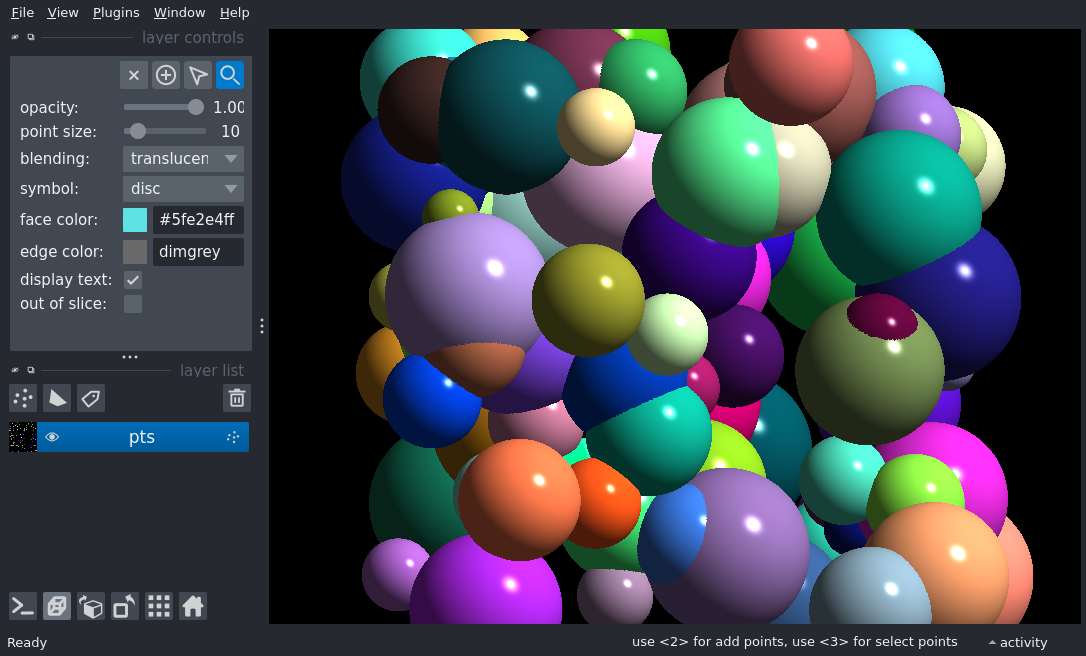 File View Plugins Window Help
layer controls
opacity: 1.00
point size: 10
blending: translucen
symbol: disc
face color: #5fe2e4ff
edge color: dimgrey
display text:
out of slice:
layer list
pts
Ready use <2> for add points, use <3> for select points activity